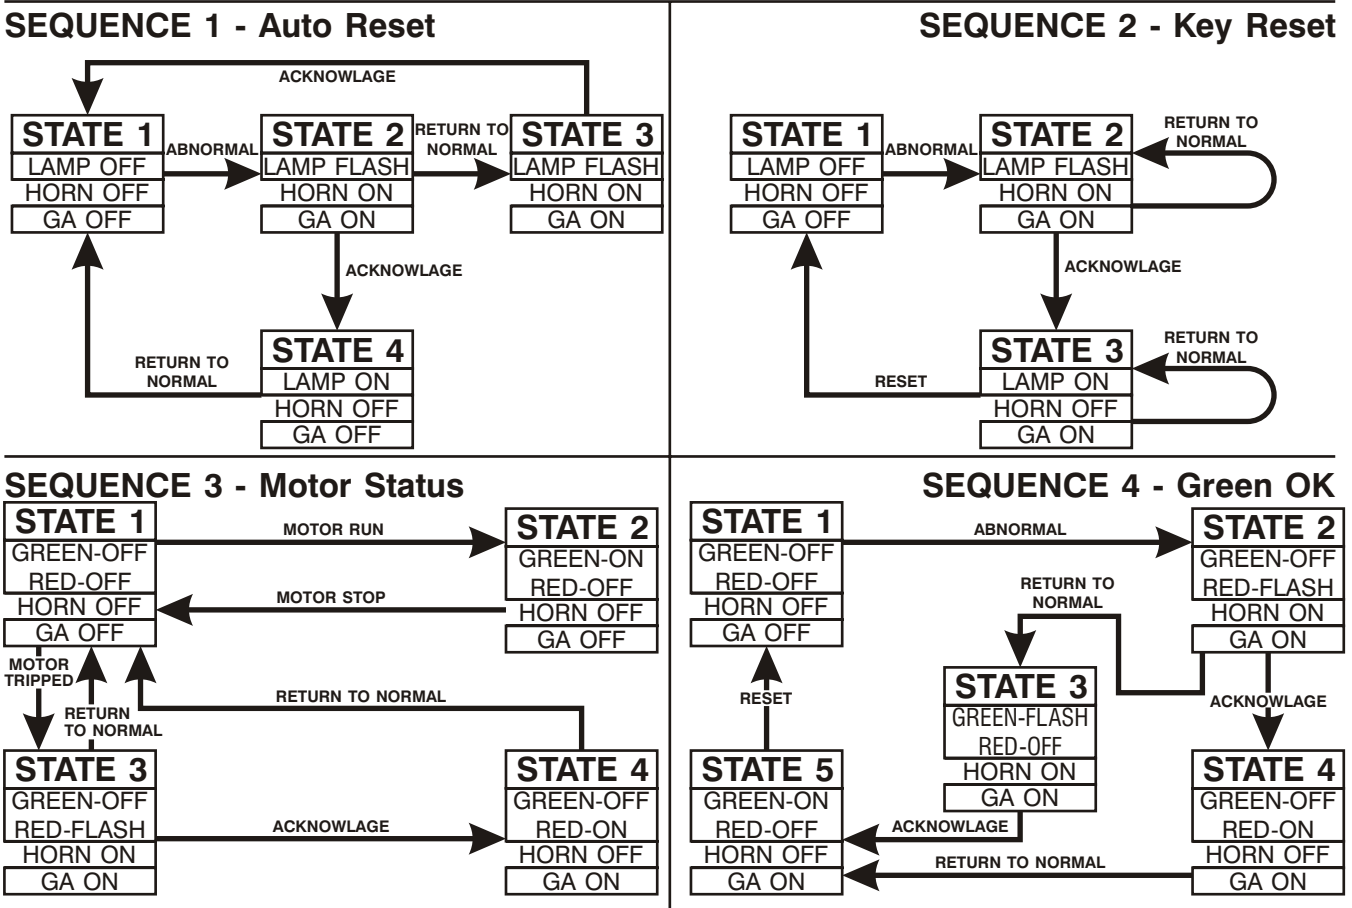 SEQUENCE 1 - Auto Reset
ACKNOWLAGE
STATE 1
LAMP OFF
HORN OFF
GA OFF
ABNORMAL
STATE 2
LAMP FLASH
HORN ON
GA ON
RETURN TO
NORMAL
STATE 3
LAMP FLASH
HORN ON
GA ON
ACKNOWLAGE
RETURN TO
NORMAL
STATE 4
LAMP ON
HORN OFF
GA OFF
SEQUENCE 2 - Key Reset
STATE 1
LAMP OFF
HORN OFF
GA OFF
ABNORMAL
STATE 2
LAMP FLASH
HORN ON
GA ON
RETURN TO
NORMAL
ACKNOWLAGE
RESET
STATE 3
LAMP ON
HORN OFF
GA ON
RETURN TO
NORMAL
SEQUENCE 3 - Motor Status
STATE 1
GREEN-OFF
RED-OFF
HORN OFF
GA OFF
MOTOR RUN
MOTOR STOP
STATE 2
GREEN-ON
RED-OFF
HORN OFF
GA OFF
MOTOR
TRIPPED
RETURN
TO NORMAL
RETURN TO NORMAL
STATE 3
GREEN-OFF
RED-FLASH
HORN ON
GA ON
ACKNOWLAGE
STATE 4
GREEN-OFF
RED-ON
HORN OFF
GA ON
SEQUENCE 4 - Green OK
STATE 1
GREEN-OFF
RED-OFF
HORN OFF
GA OFF
ABNORMAL
STATE 2
GREEN-OFF
RED-FLASH
HORN ON
GA ON
RETURN TO
NORMAL
STATE 3
GREEN-FLASH
RED-OFF
HORN ON
GA ON
RESET
ACKNOWLAGE
STATE 5
GREEN-ON
RED-OFF
HORN OFF
GA ON
ACKNOWLAGE
RETURN TO NORMAL
STATE 4
GREEN-OFF
RED-ON
HORN OFF
GA ON